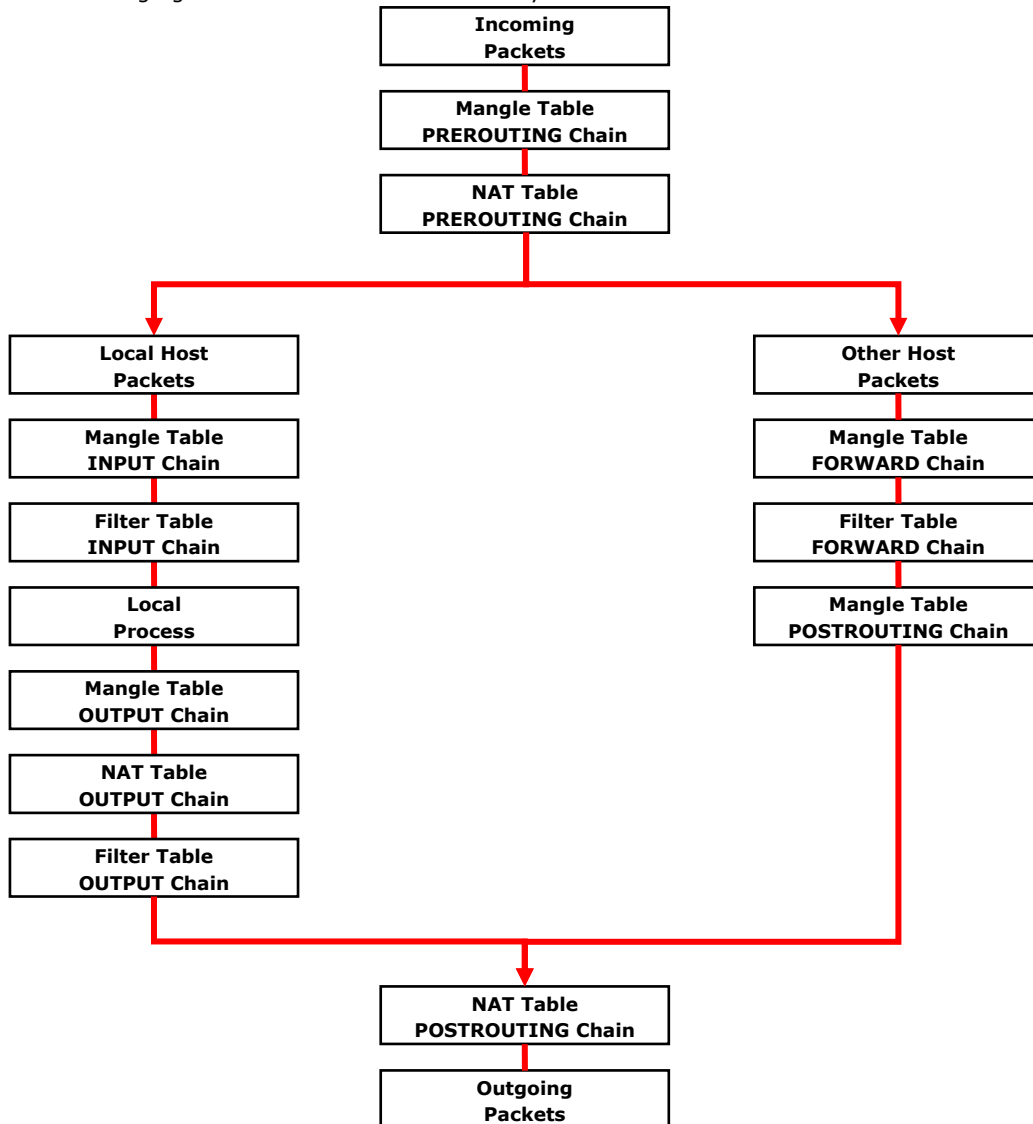 Incoming
Packets
Mangle Table
PREROUTING Chain
NAT Table
PREROUTING Chain
Local Host
Packets
Mangle Table
INPUT Chain
Filter Table
INPUT Chain
Local
Process
Mangle Table
OUTPUT Chain
NAT Table
OUTPUT Chain
Filter Table
OUTPUT Chain
Other Host
Packets
Mangle Table
FORWARD Chain
Filter Table
FORWARD Chain
Mangle Table
POSTROUTING Chain
NAT Table
POSTROUTING Chain
Outgoing
Packets